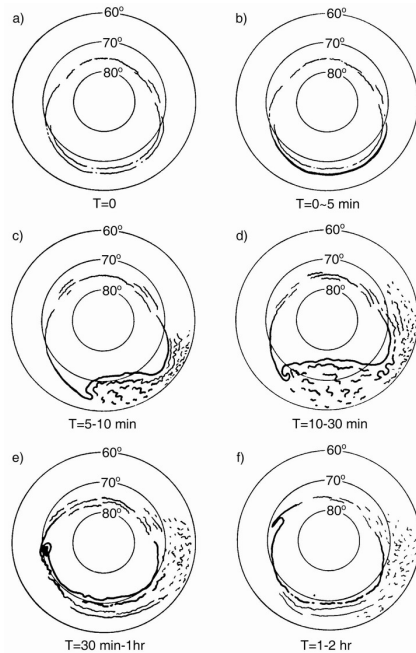 a)
60°
70°
80°
T=0
b)
60°
70°
80°
T=0~5 min
c)
60°
70°
80°
T=5-10 min
d)
60°
70°
80°
T=10-30 min
e)
60°
70°
80°
T=30 min-1hr
f)
60°
70°
80°
T=1-2 hr